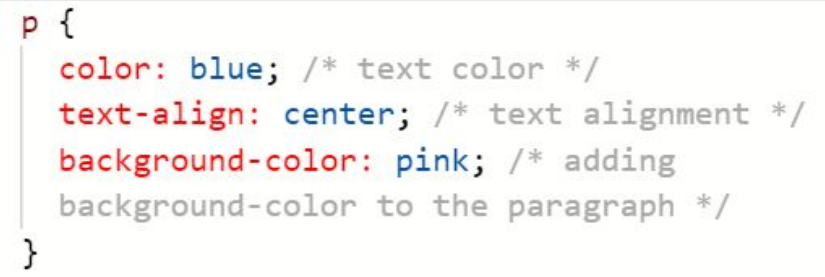 p {
color: blue; /* text color */
text-align: center; /* text alignment */
background-color: pink; /* adding
background-color to the paragraph */
}